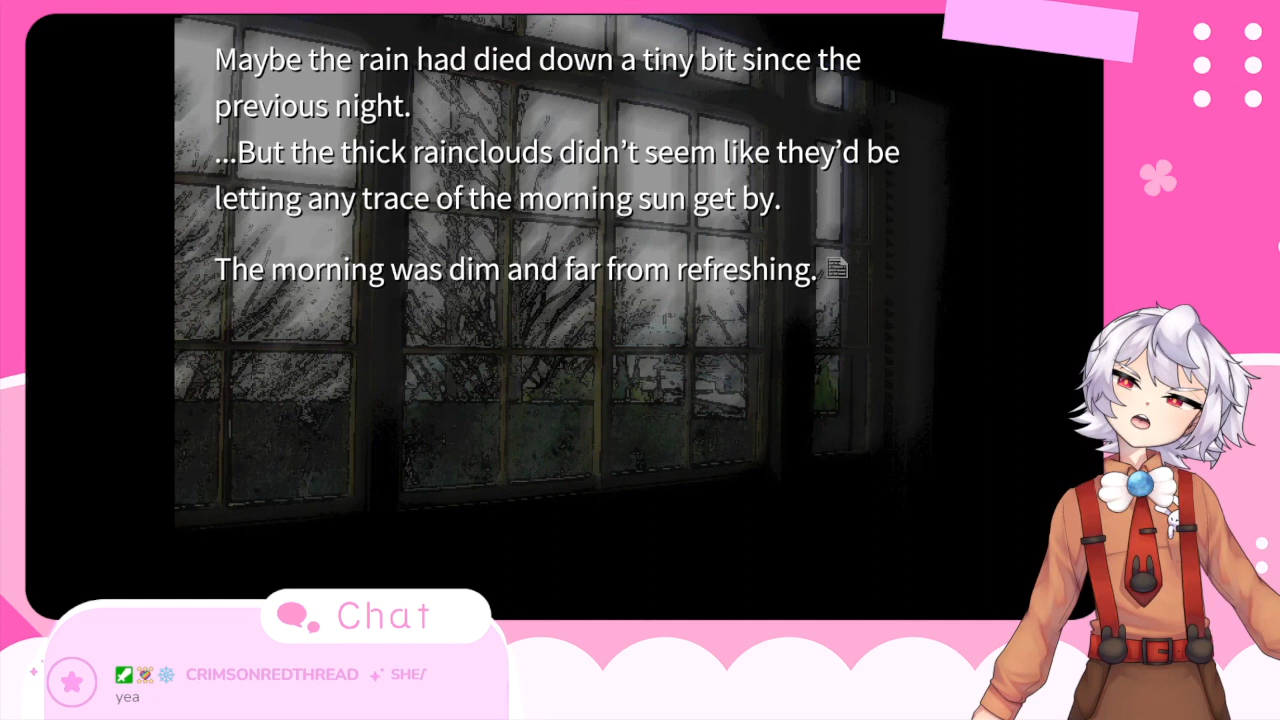 Maybe the rain had died down a tiny bit since the
previous night.
...But the thick rainclouds didn’t seem like they’d be
letting any trace of the morning sun get by.
The morning was dim and far from refreshing.
Chat
CRIMSONREDTHREAD
yea